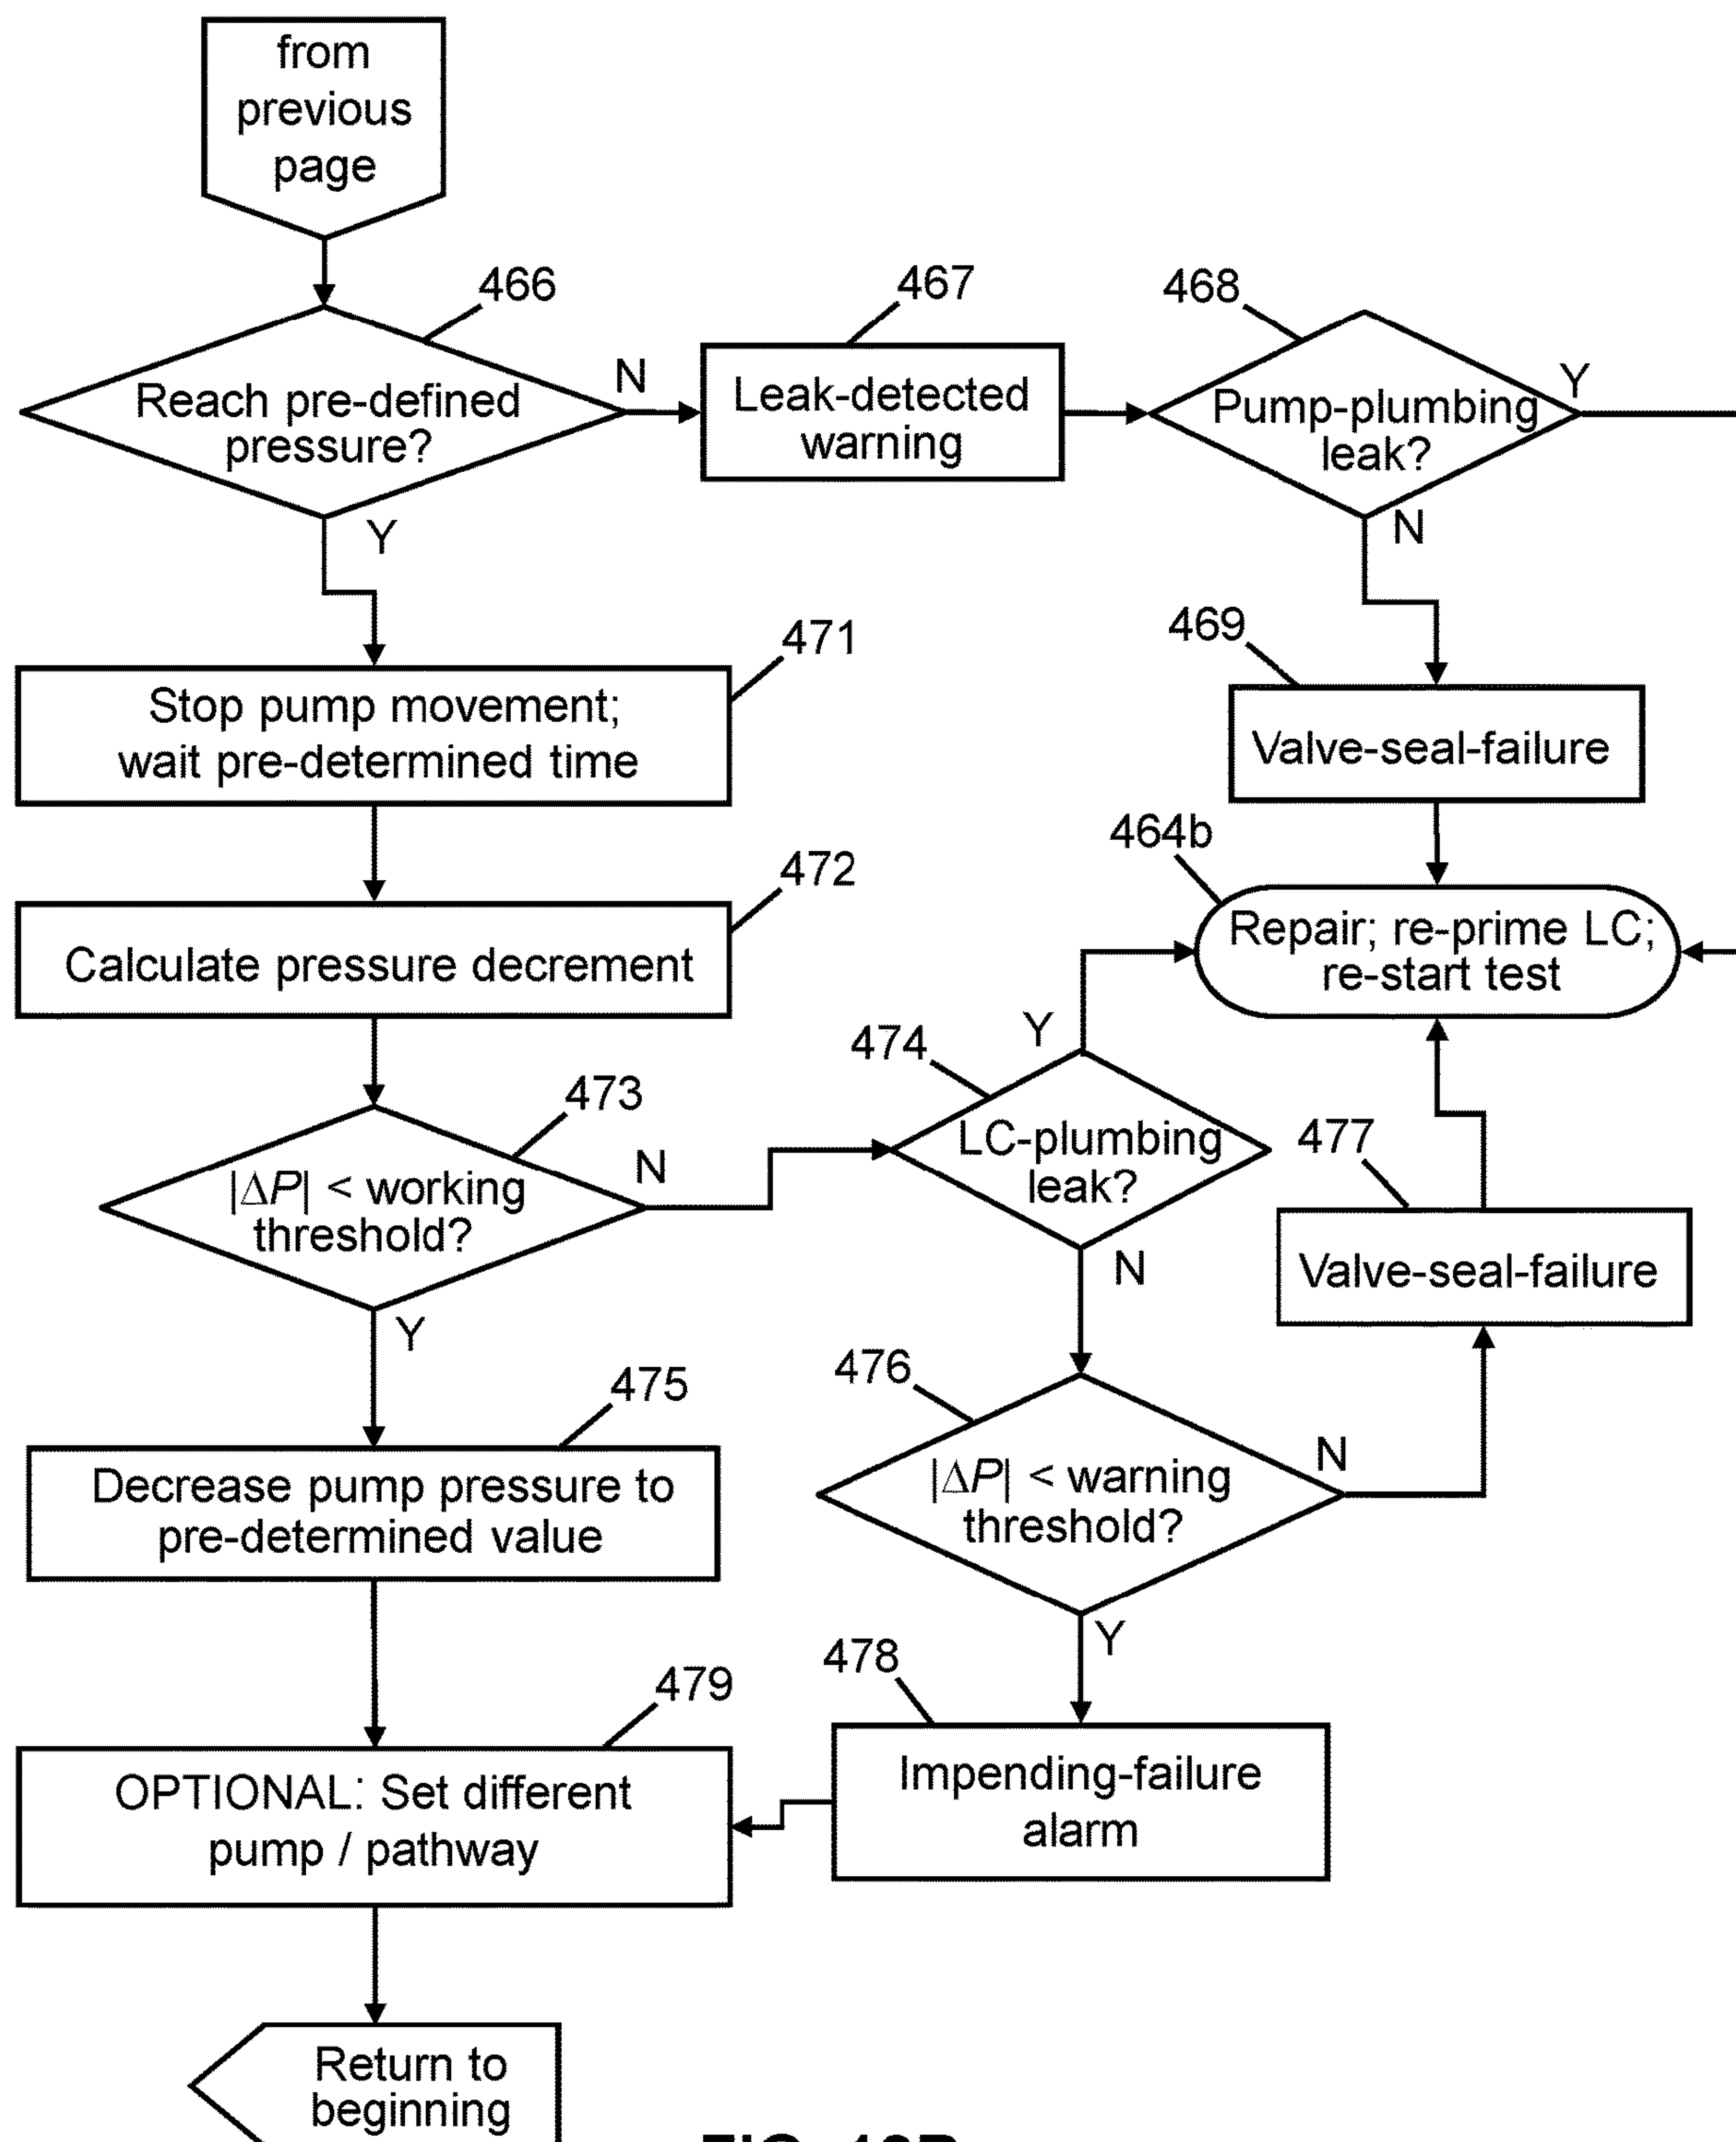 from
previous
page
466
Reach pre-defined
pressure?
N
Y
467
Leak-detected
warning
468
Pump-plumbing
leak?
Y
N
469
Valve-seal-failure
464b
Repair; re-prime LC;
re-start test
471
Stop pump movement;
wait pre-determined time
472
Calculate pressure decrement
473
|ΔP| < working
threshold?
N
Y
474
LC-plumbing
leak?
Y
N
477
Valve-seal-failure
475
Decrease pump pressure to
pre-determined value
476
|ΔP| < warning
threshold?
N
Y
478
Impending-failure
alarm
479
OPTIONAL: Set different
pump / pathway
Return to
beginning